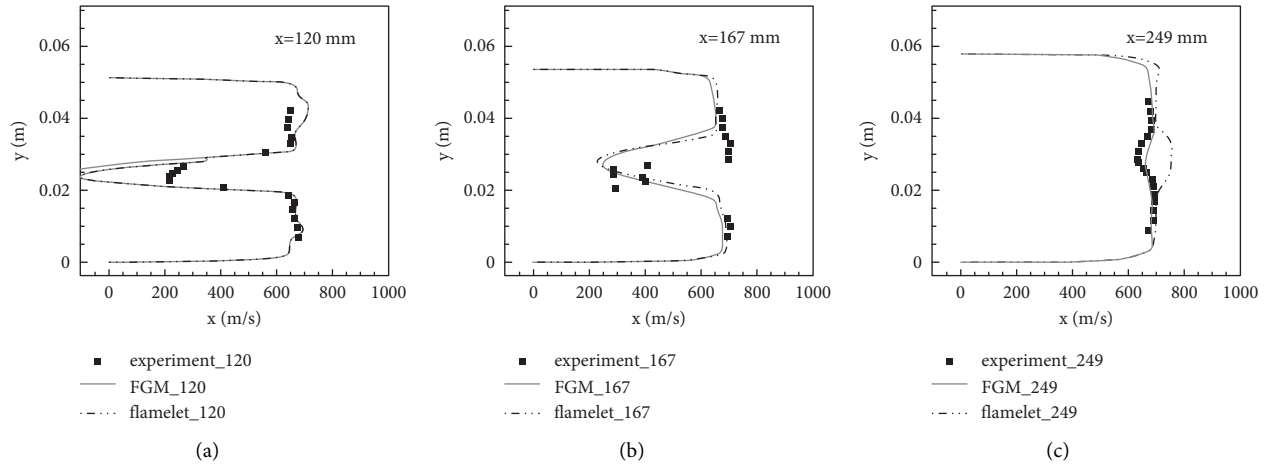 x=120 mm
0.06
0.04
0.02
0
y (m)
0 200 400 600 800 1000
x (m/s)
experiment_120
FGM_120
flamelet_120
(a)
x=167 mm
0.06
0.04
0.02
0
y (m)
0 200 400 600 800 1000
x (m/s)
experiment_167
FGM_167
flamelet_167
(b)
x=249 mm
0.06
0.04
0.02
0
y (m)
0 200 400 600 800 1000
x (m/s)
experiment_249
FGM_249
flamelet_249
(c)